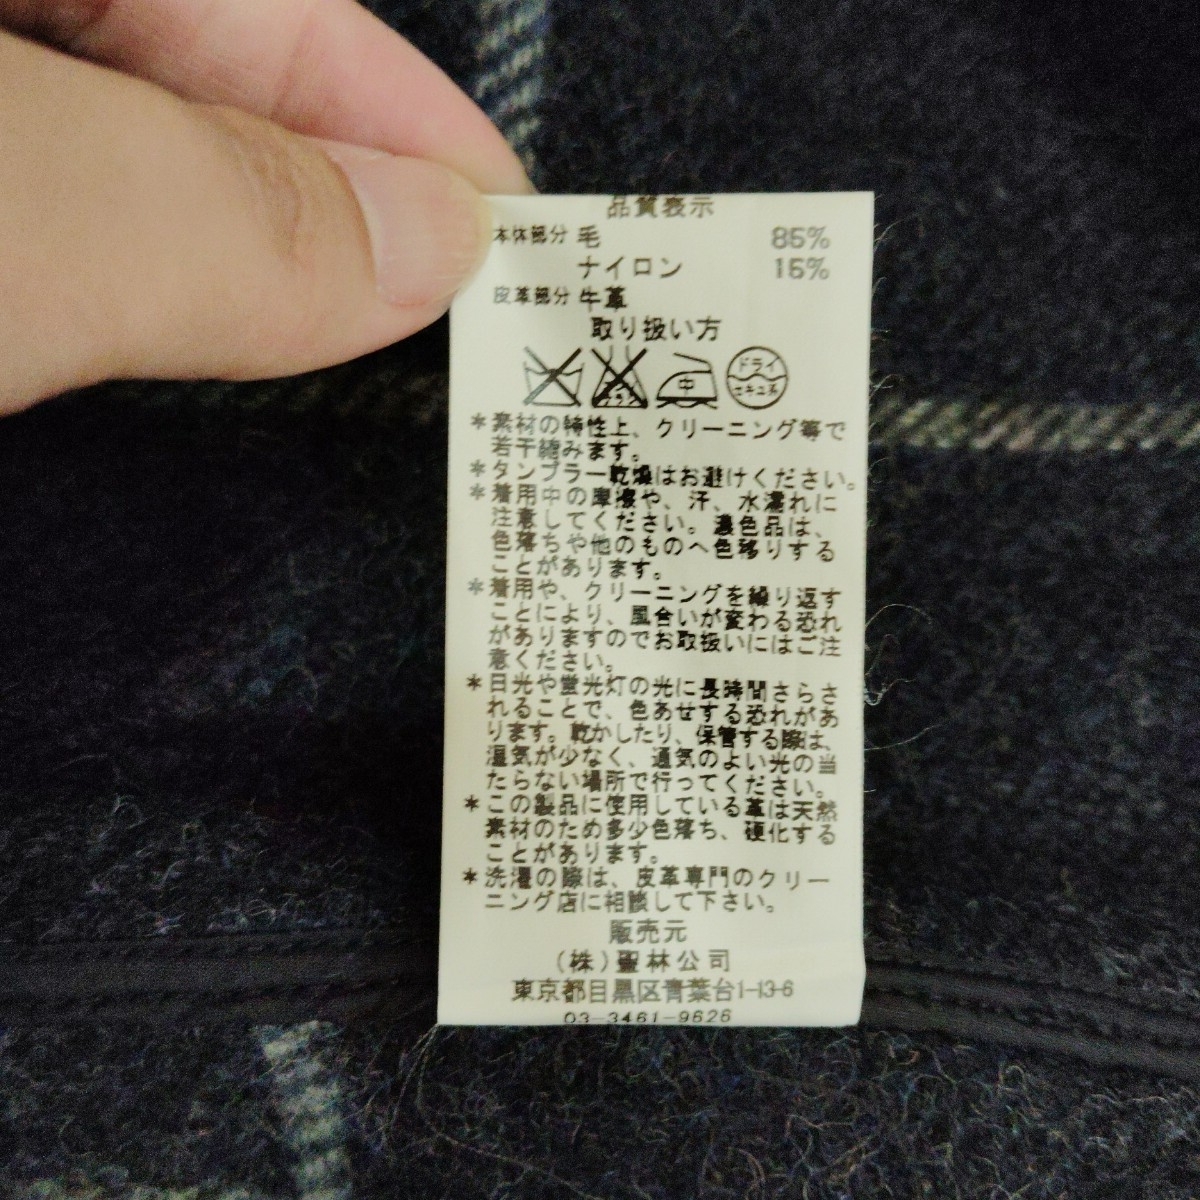 品質表示
本体部分 毛 85%
ナイロン 15%
皮革部分 牛革
取り扱い方
エンソ サラシ 中 ドライ セキユ系
*素材の特性上、クリーニング等で
若干縮みます。
*タンブラー乾燥はお避けください。
*着用中の摩擦や、汗、水濡れに
注意してください。濃色品は、
色落ちや他のものへ色移りする
ことがあります。
*着用や、クリーニングを繰り返す
ことにより、風合いが変わる恐れ
がありますのでお取扱いにはご注
意ください。
*日光や蛍光灯の光に長時間さらさ
れることで、色あせする恐れがあ
ります。乾かしたり、保管する際は、
湿気が少なく、通気のよい光の当
たらない場所で行ってください。
*この製品に使用している革は天然
素材のため多少色落ち、硬化する
ことがあります。
*洗濯の際は、皮革専門のクリー
ニング店に相談して下さい。
販売元
(株)聖林公司
東京都目黒区青葉台1-13-6
03-3461-9626